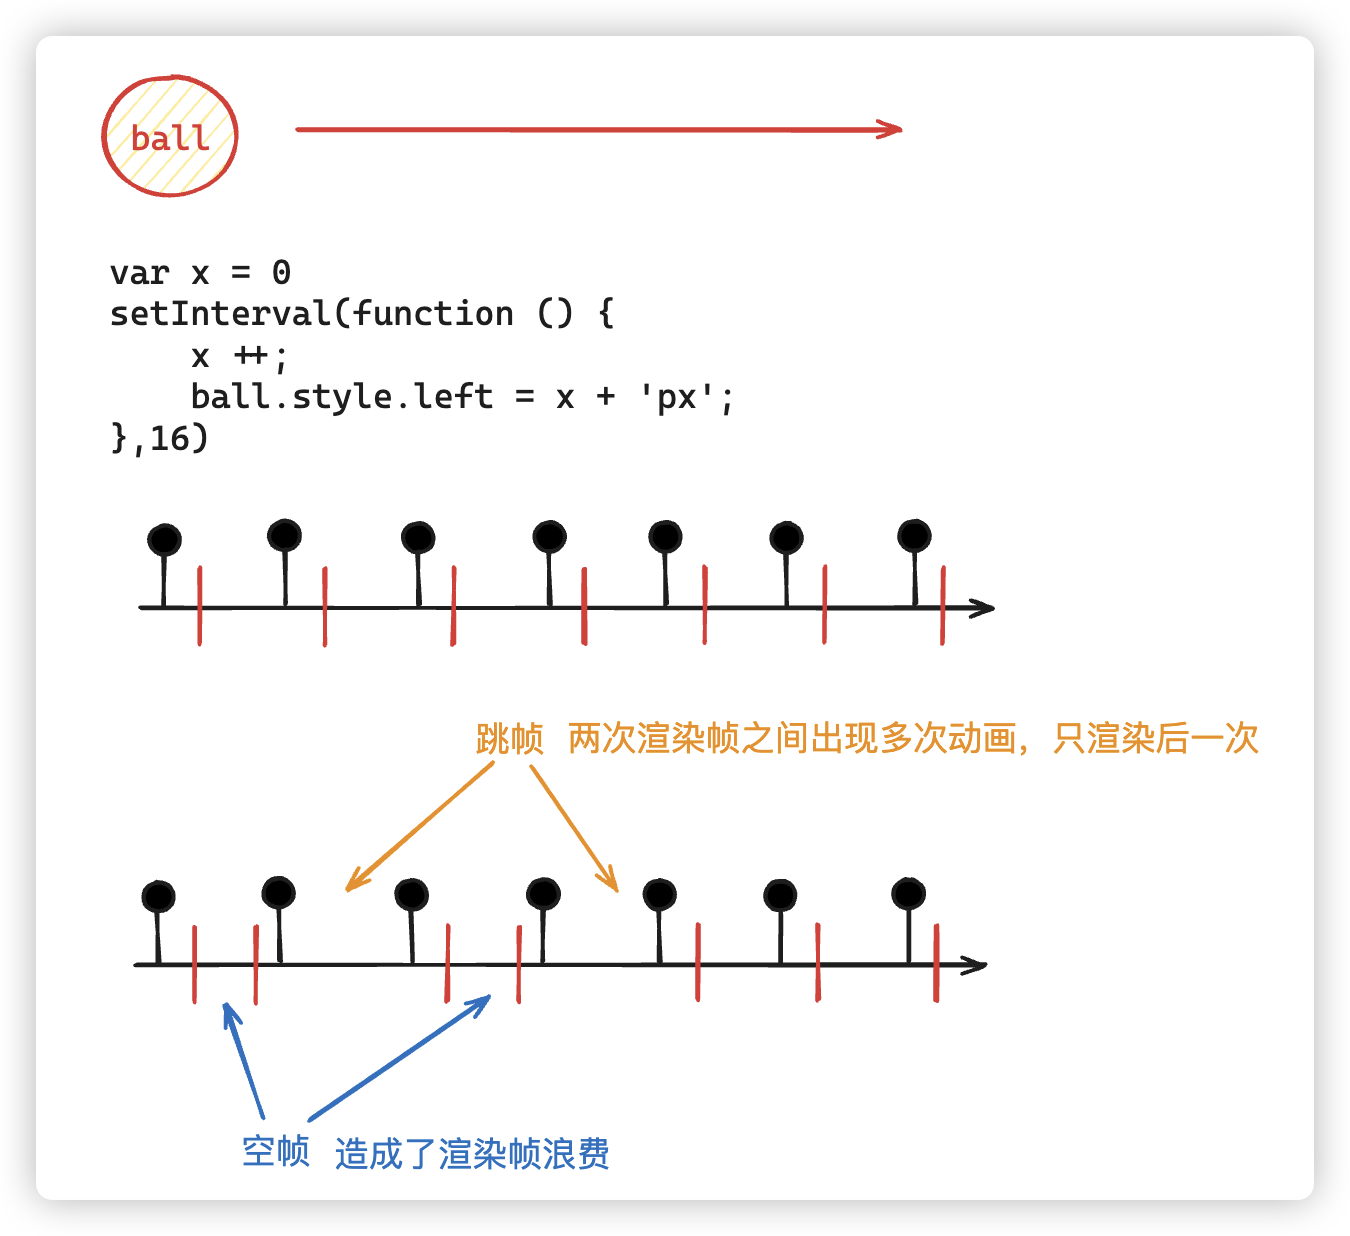 ball
var x = 0
setInterval(function () {
    x ++;
    ball.style.left = x + 'px';
},16)
跳帧 两次渲染帧之间出现多次动画，只渲染后一次
空帧 造成了渲染帧浪费